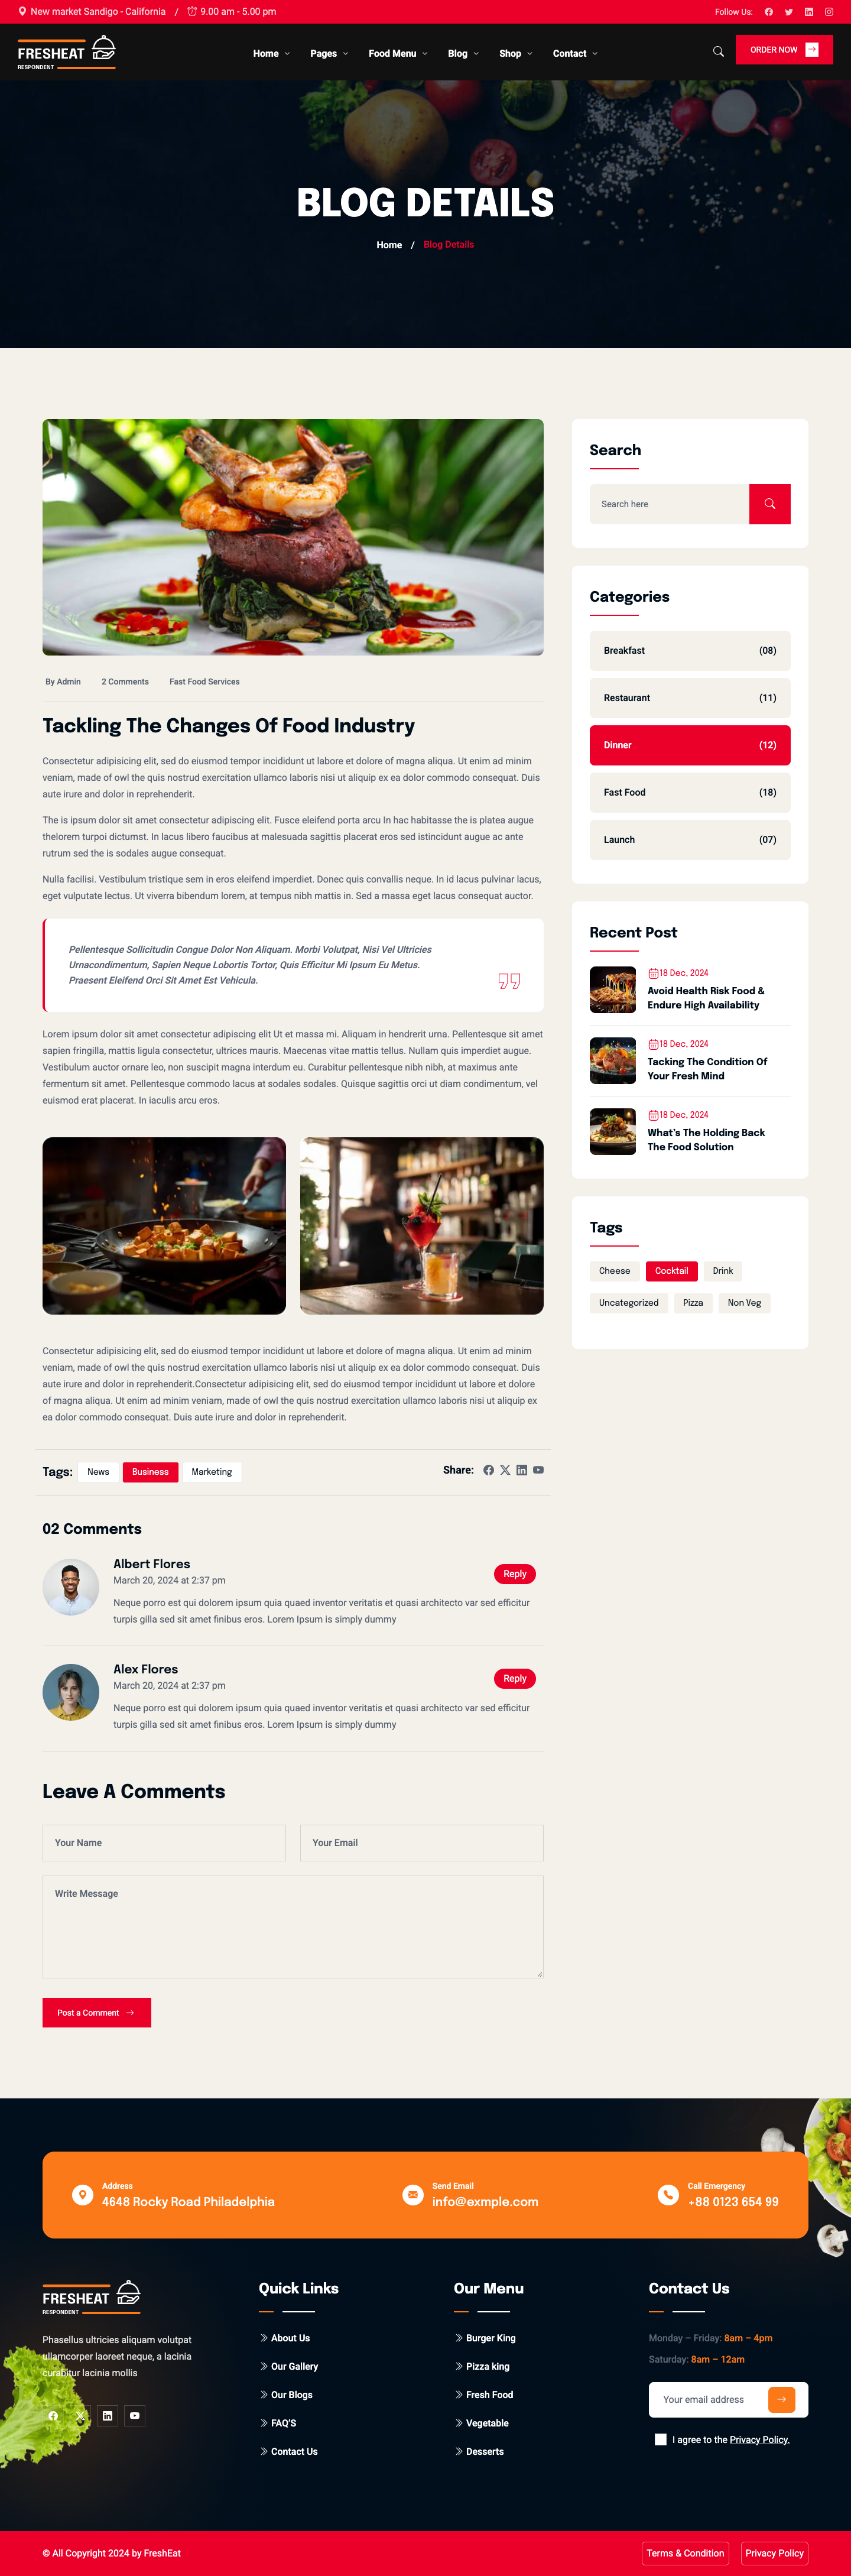 New market Sandigo - California / 9.00 am - 5.00 pm
Follow Us:
FRESHEAT
RESPONDENT
Home Pages Food Menu Blog Shop Contact
ORDER NOW
BLOG DETAILS
Home / Blog Details
By Admin 2 Comments Fast Food Services
Tackling The Changes Of Food Industry
Consectetur adipisicing elit, sed do eiusmod tempor incididunt ut labore et dolore of magna aliqua. Ut enim ad minim
veniam, made of owl the quis nostrud exercitation ullamco laboris nisi ut aliquip ex ea dolor commodo consequat. Duis
aute irure and dolor in reprehenderit.
The is ipsum dolor sit amet consectetur adipiscing elit. Fusce eleifend porta arcu In hac habitasse the is platea augue
thelorem turpoi dictumst. In lacus libero faucibus at malesuada sagittis placerat eros sed istincidunt augue ac ante
rutrum sed the is sodales augue consequat.
Nulla facilisi. Vestibulum tristique sem in eros eleifend imperdiet. Donec quis convallis neque. In id lacus pulvinar lacus,
eget vulputate lectus. Ut viverra bibendum lorem, at tempus nibh mattis in. Sed a massa eget lacus consequat auctor.
Pellentesque Sollicitudin Congue Dolor Non Aliquam. Morbi Volutpat, Nisi Vel Ultricies
Urnacondimentum, Sapien Neque Lobortis Tortor, Quis Efficitur Mi Ipsum Eu Metus.
Praesent Eleifend Orci Sit Amet Est Vehicula.
Lorem ipsum dolor sit amet consectetur adipiscing elit Ut et massa mi. Aliquam in hendrerit urna. Pellentesque sit amet
sapien fringilla, mattis ligula consectetur, ultrices mauris. Maecenas vitae mattis tellus. Nullam quis imperdiet augue.
Vestibulum auctor ornare leo, non suscipit magna interdum eu. Curabitur pellentesque nibh nibh, at maximus ante
fermentum sit amet. Pellentesque commodo lacus at sodales sodales. Quisque sagittis orci ut diam condimentum, vel
euismod erat placerat. In iaculis arcu eros.
Consectetur adipisicing elit, sed do eiusmod tempor incididunt ut labore et dolore of magna aliqua. Ut enim ad minim
veniam, made of owl the quis nostrud exercitation ullamco laboris nisi ut aliquip ex ea dolor commodo consequat. Duis
aute irure and dolor in reprehenderit.Consectetur adipisicing elit, sed do eiusmod tempor incididunt ut labore et dolore
of magna aliqua. Ut enim ad minim veniam, made of owl the quis nostrud exercitation ullamco laboris nisi ut aliquip ex
ea dolor commodo consequat. Duis aute irure and dolor in reprehenderit.
Tags: News Business Marketing
Share:
02 Comments
Albert Flores
March 20, 2024 at 2:37 pm
Reply
Neque porro est qui dolorem ipsum quia quaed inventor veritatis et quasi architecto var sed efficitur
turpis gilla sed sit amet finibus eros. Lorem Ipsum is simply dummy
Alex Flores
March 20, 2024 at 2:37 pm
Reply
Neque porro est qui dolorem ipsum quia quaed inventor veritatis et quasi architecto var sed efficitur
turpis gilla sed sit amet finibus eros. Lorem Ipsum is simply dummy
Leave A Comments
Your Name
Your Email
Write Message
Post a Comment
Search
Search here
Categories
Breakfast (08)
Restaurant (11)
Dinner (12)
Fast Food (18)
Launch (07)
Recent Post
18 Dec, 2024
Avoid Health Risk Food &
Endure High Availability
18 Dec, 2024
Tacking The Condition Of
Your Fresh Mind
18 Dec, 2024
What's The Holding Back
The Food Solution
Tags
Cheese Cocktail Drink
Uncategorized Pizza Non Veg
Address
4648 Rocky Road Philadelphia
Send Email
info@exmple.com
Call Emergency
+88 0123 654 99
FRESHEAT
RESPONDENT
Phasellus ultricies aliquam volutpat
ullamcorper laoreet neque, a lacinia
curabitur lacinia mollis
Quick Links
About Us
Our Gallery
Our Blogs
FAQ'S
Contact Us
Our Menu
Burger King
Pizza king
Fresh Food
Vegetable
Desserts
Contact Us
Monday – Friday: 8am – 4pm
Saturday: 8am – 12am
Your email address
I agree to the Privacy Policy.
© All Copyright 2024 by FreshEat
Terms & Condition
Privacy Policy